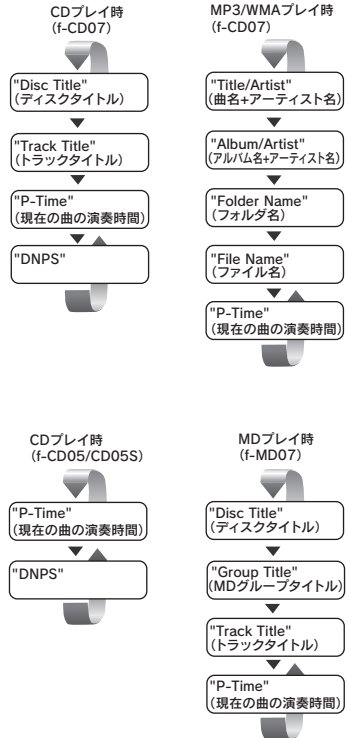 CDプレイ時
(f-CD07)
"Disc Title"
(ディスクタイトル)
"Track Title"
(トラックタイトル)
"P-Time"
(現在の曲の演奏時間)
"DNPS"
MP3/WMAプレイ時
(f-CD07)
"Title/Artist"
(曲名+アーティスト名)
"Album/Artist"
(アルバム名+アーティスト名)
"Folder Name"
(フォルダ名)
"File Name"
(ファイル名)
"P-Time"
(現在の曲の演奏時間)
CDプレイ時
(f-CD05/CD05S)
"P-Time"
(現在の曲の演奏時間)
"DNPS"
MDプレイ時
(f-MD07)
"Disc Title"
(ディスクタイトル)
"Group Title"
(MDグループタイトル)
"Track Title"
(トラックタイトル)
"P-Time"
(現在の曲の演奏時間)